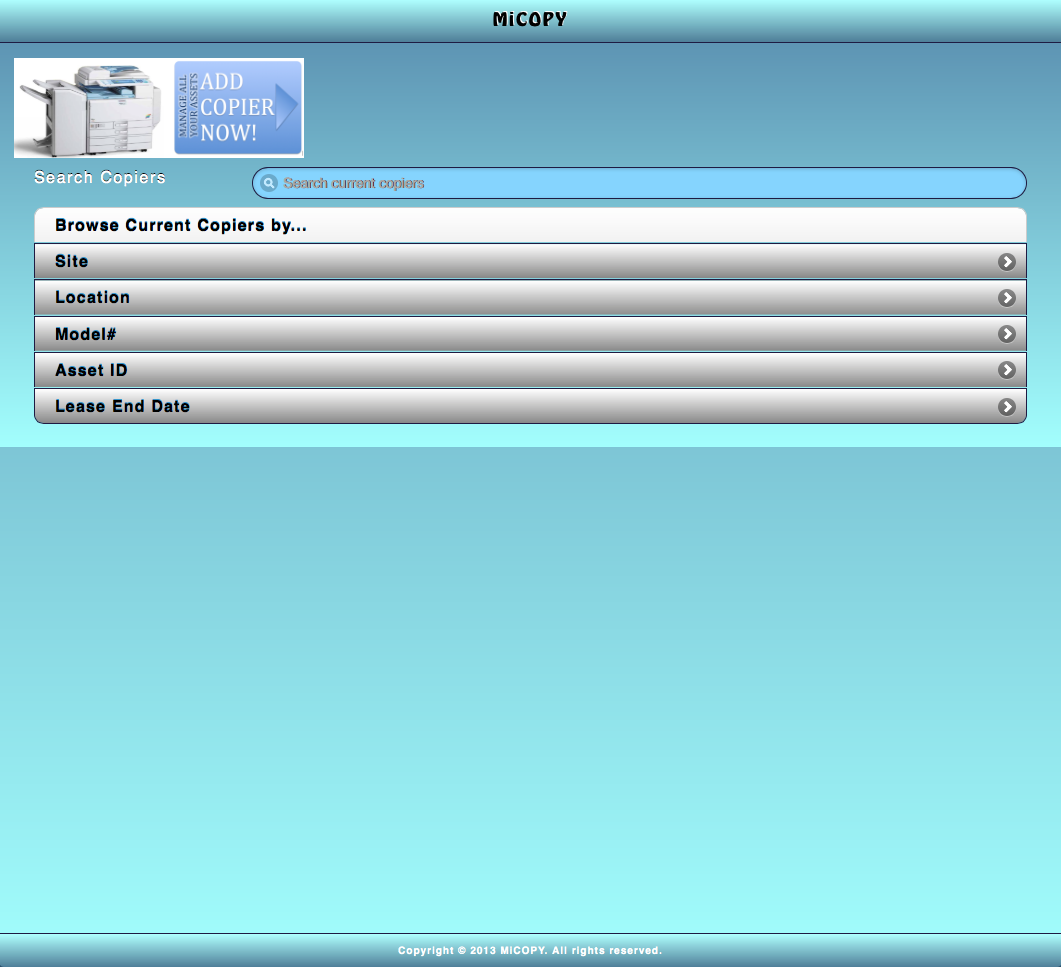 MiCOPY
MANAGE ALL
YOUR ASSETS
ADD
COPIER
NOW!
Search Copiers
Search current copiers
Browse Current Copiers by...
Site
Location
Model#
Asset ID
Lease End Date
Copyright © 2013 MiCOPY. All rights reserved.